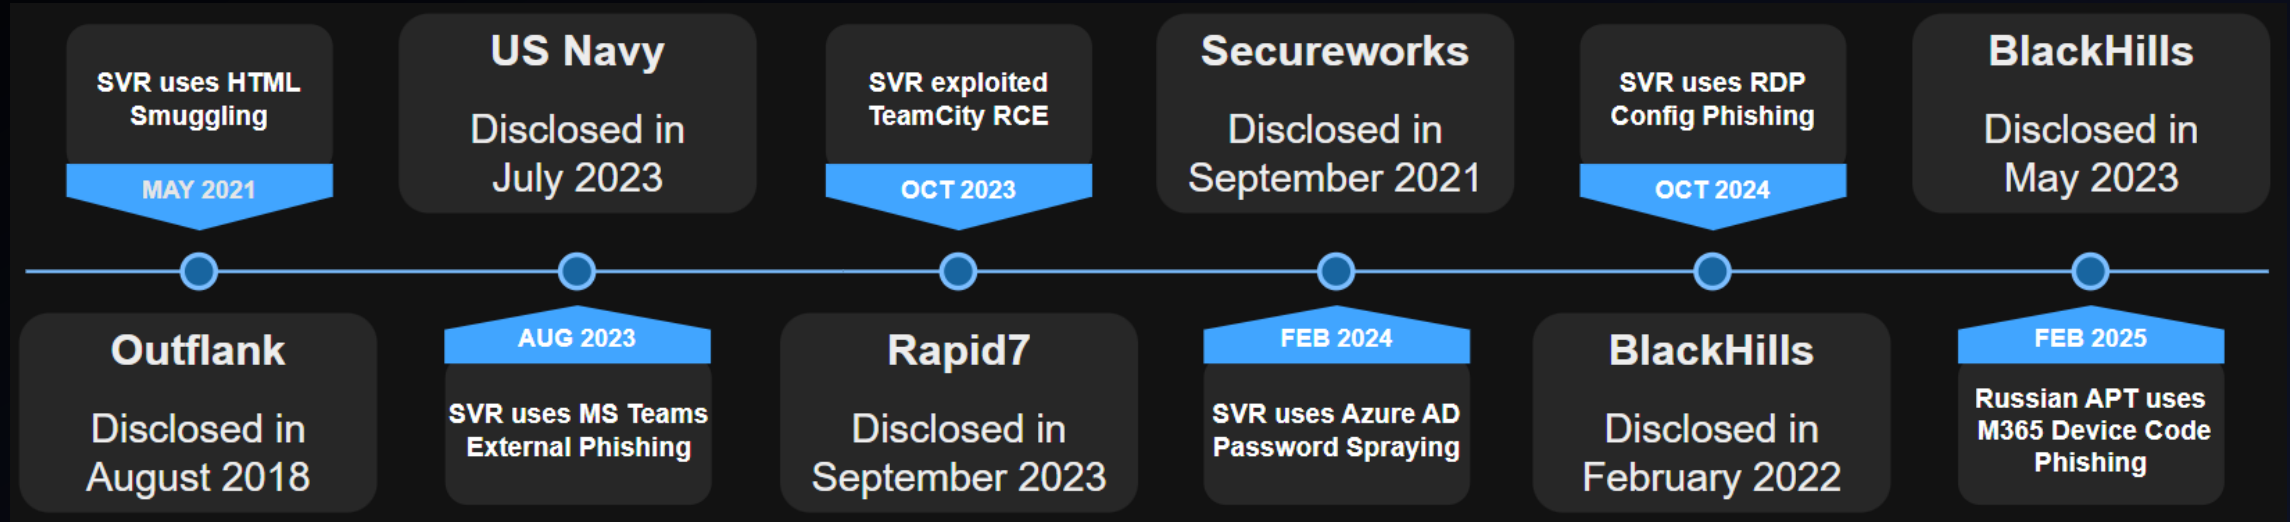 SVR uses HTML
Smuggling
MAY 2021
Outflank
Disclosed in
August 2018
US Navy
Disclosed in
July 2023
AUG 2023
SVR uses MS Teams
External Phishing
SVR exploited
TeamCity RCE
OCT 2023
Rapid7
Disclosed in
September 2023
Secureworks
Disclosed in
September 2021
FEB 2024
SVR uses Azure AD
Password Spraying
SVR uses RDP
Config Phishing
OCT 2024
BlackHills
Disclosed in
February 2022
BlackHills
Disclosed in
May 2023
FEB 2025
Russian APT uses
M365 Device Code
Phishing